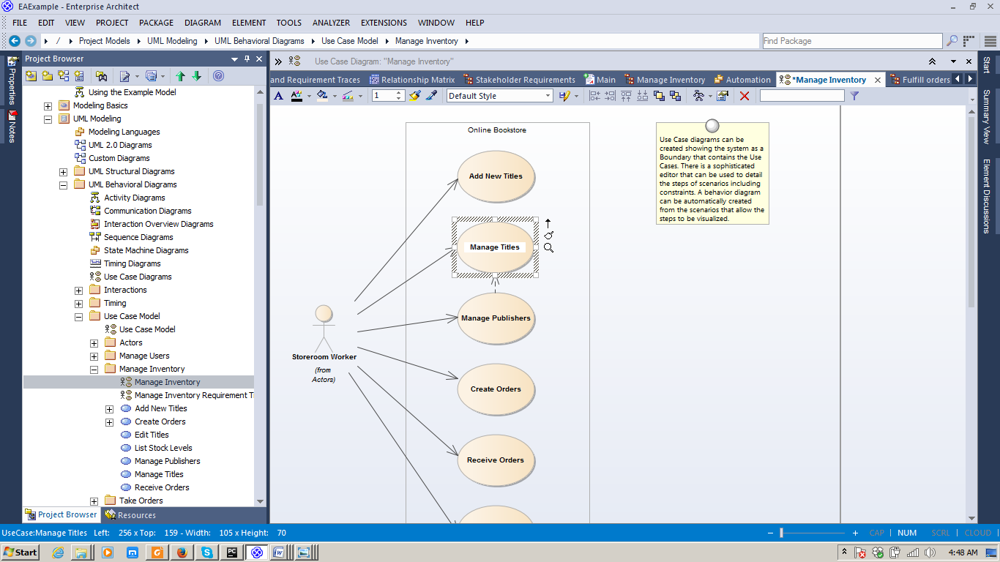 EAExample - Enterprise Architect
FILE EDIT VIEW PROJECT PACKAGE DIAGRAM ELEMENT TOOLS ANALYZER EXTENSIONS WINDOW HELP
/ Project Models UML Modeling UML Behavioral Diagrams Use Case Model Manage Inventory
Find Package
Properties
Notes
Project Browser
Using the Example Model
Modeling Basics
UML Modeling
Modeling Languages
UML 2.0 Diagrams
Custom Diagrams
UML Structural Diagrams
UML Behavioral Diagrams
Activity Diagrams
Communication Diagrams
Interaction Overview Diagrams
Sequence Diagrams
State Machine Diagrams
Timing Diagrams
Use Case Diagrams
Interactions
Timing
Use Case Model
Use Case Model
Actors
Manage Users
Manage Inventory
Manage Inventory
Manage Inventory Requirement T
Add New Titles
Create Orders
Edit Titles
List Stock Levels
Manage Publishers
Manage Titles
Receive Orders
Take Orders
Project Browser Resources
Use Case Diagram: "Manage Inventory"
and Requirement Traces Relationship Matrix Stakeholder Requirements Main Manage Inventory Automation *Manage Inventory Fulfill orders
A A 1 Default Style
Online Bookstore
Add New Titles
Manage Titles
Manage Publishers
Create Orders
Receive Orders
Storeroom Worker
(from
Actors)
Use Case diagrams can be
created showing the system as a
Boundary that contains the Use
Cases. There is a sophisticated
editor that can be used to detail
the steps of scenarios including
constraints. A behavior diagram
can be automatically created
from the scenarios that allow the
steps to be visualized.
Start
Summary View
Element Discussions
UseCase:Manage Titles Left: 256 x Top: 159 - Width: 105 x Height: 70
CAP NUM SCRL CLOUD
Start
PC
4:48 AM